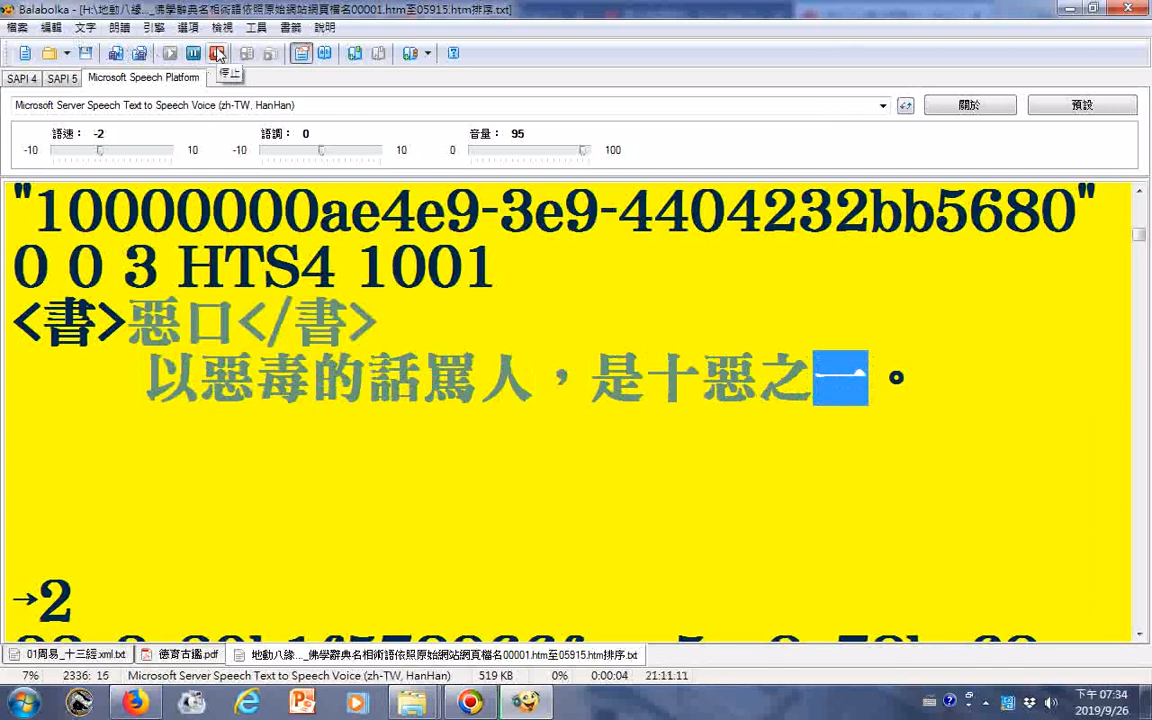 Balabolka - [H:\地動八緣..._佛學辭典名相術語依照原始網站網頁檔名00001.htm至05915.htm排序.txt]
檔案 編輯 文字 朗讀 引擎 選項 檢視 工具 書籤 說明
停止
SAPI 4 SAPI 5 Microsoft Speech Platform
Microsoft Server Speech Text to Speech Voice (zh-TW, HanHan) 關於 預設
語速： -2 語調： 0 音量： 95
-10 10 -10 10 0 100
"10000000ae4e9-3e9-4404232bb5680"
0 0 3 HTS4 1001
<書>惡口</書>
以惡毒的話罵人，是十惡之一。
→2
01周易_十三經.xml.txt 德育古鑑.pdf 地動八緣..._佛學辭典名相術語依照原始網站網頁檔名00001.htm至05915.htm排序.txt
7% 2336: 16 Microsoft Server Speech Text to Speech Voice (zh-TW, HanHan) 519 KB 0% 0:00:04 21:11:11
下午 07:34
2019/9/26